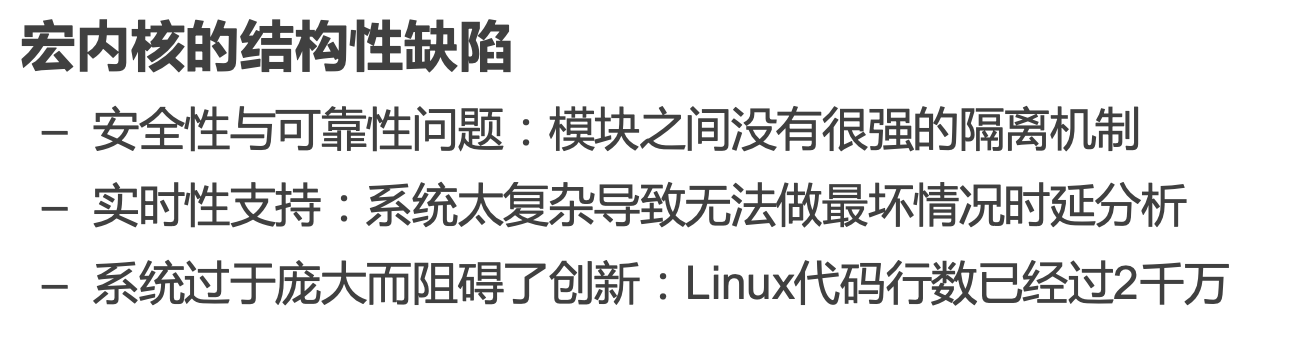 宏内核的结构性缺陷
– 安全性与可靠性问题：模块之间没有很强的隔离机制
– 实时性支持：系统太复杂导致无法做最坏情况时延分析
– 系统过于庞大而阻碍了创新：Linux代码行数已经过2千万